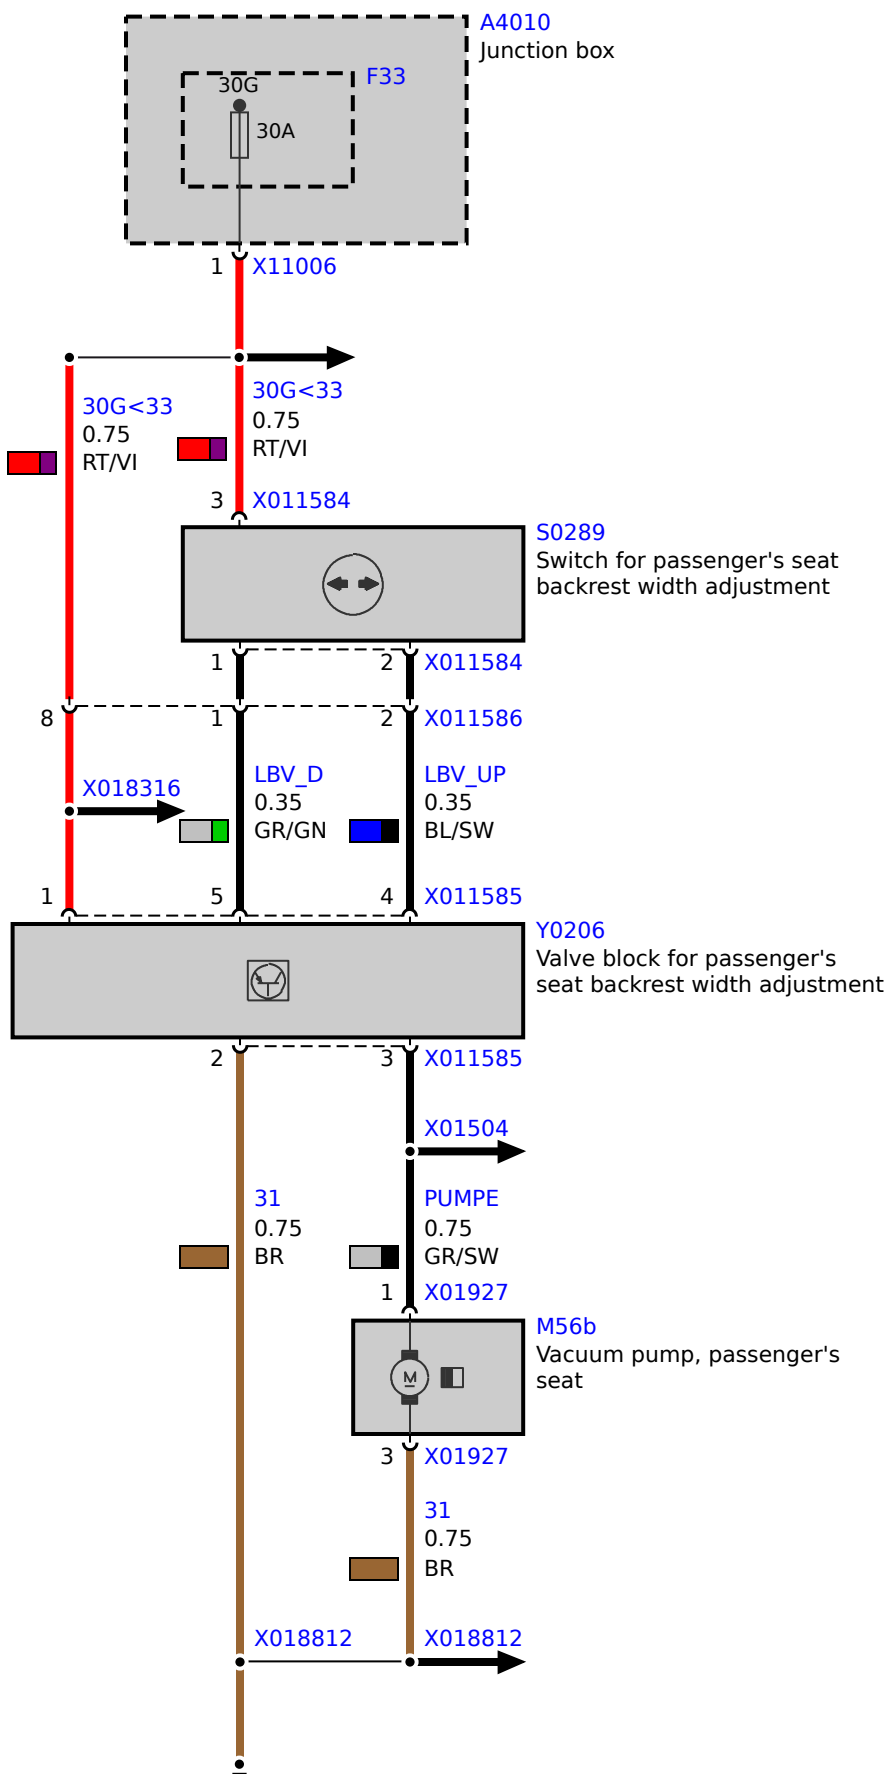 A4010
Junction box
F33
30G
30A
1 X11006
30G<33
0.75
RT/VI
30G<33
0.75
RT/VI
3 X011584
S0289
Switch for passenger's seat
backrest width adjustment
1 2 X011584
8 1 2 X011586
X018316
LBV_D
0.35
GR/GN
LBV_UP
0.35
BL/SW
1 5 4 X011585
Y0206
Valve block for passenger's
seat backrest width adjustment
2 3 X011585
X01504
31
0.75
BR
PUMPE
0.75
GR/SW
1 X01927
M56b
Vacuum pump, passenger's
seat
M
3 X01927
31
0.75
BR
X018812 X018812